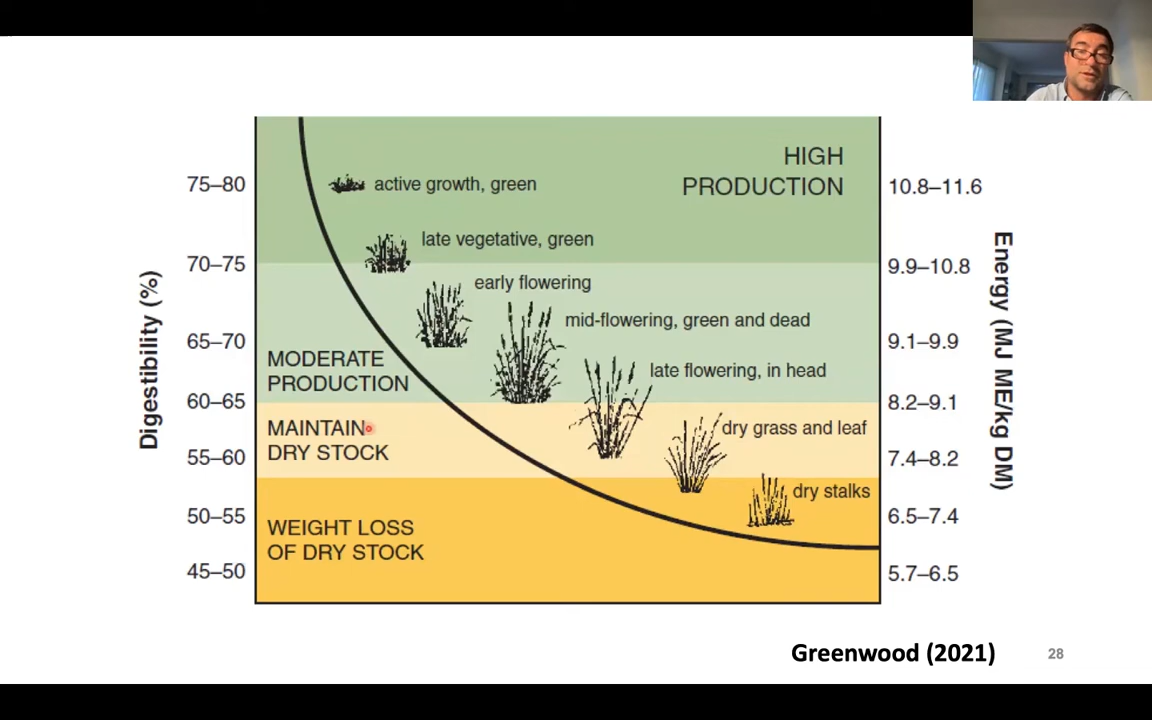 HIGH
PRODUCTION
75–80
active growth, green
10.8–11.6
late vegetative, green
70–75
9.9–10.8
early flowering
mid-flowering, green and dead
65–70
9.1–9.9
MODERATE
PRODUCTION
late flowering, in head
60–65
8.2–9.1
MAINTAIN
DRY STOCK
dry grass and leaf
55–60
7.4–8.2
dry stalks
50–55
6.5–7.4
WEIGHT LOSS
OF DRY STOCK
45–50
5.7–6.5
Digestibility (%)
Energy (MJ ME/kg DM)
Greenwood (2021)
28